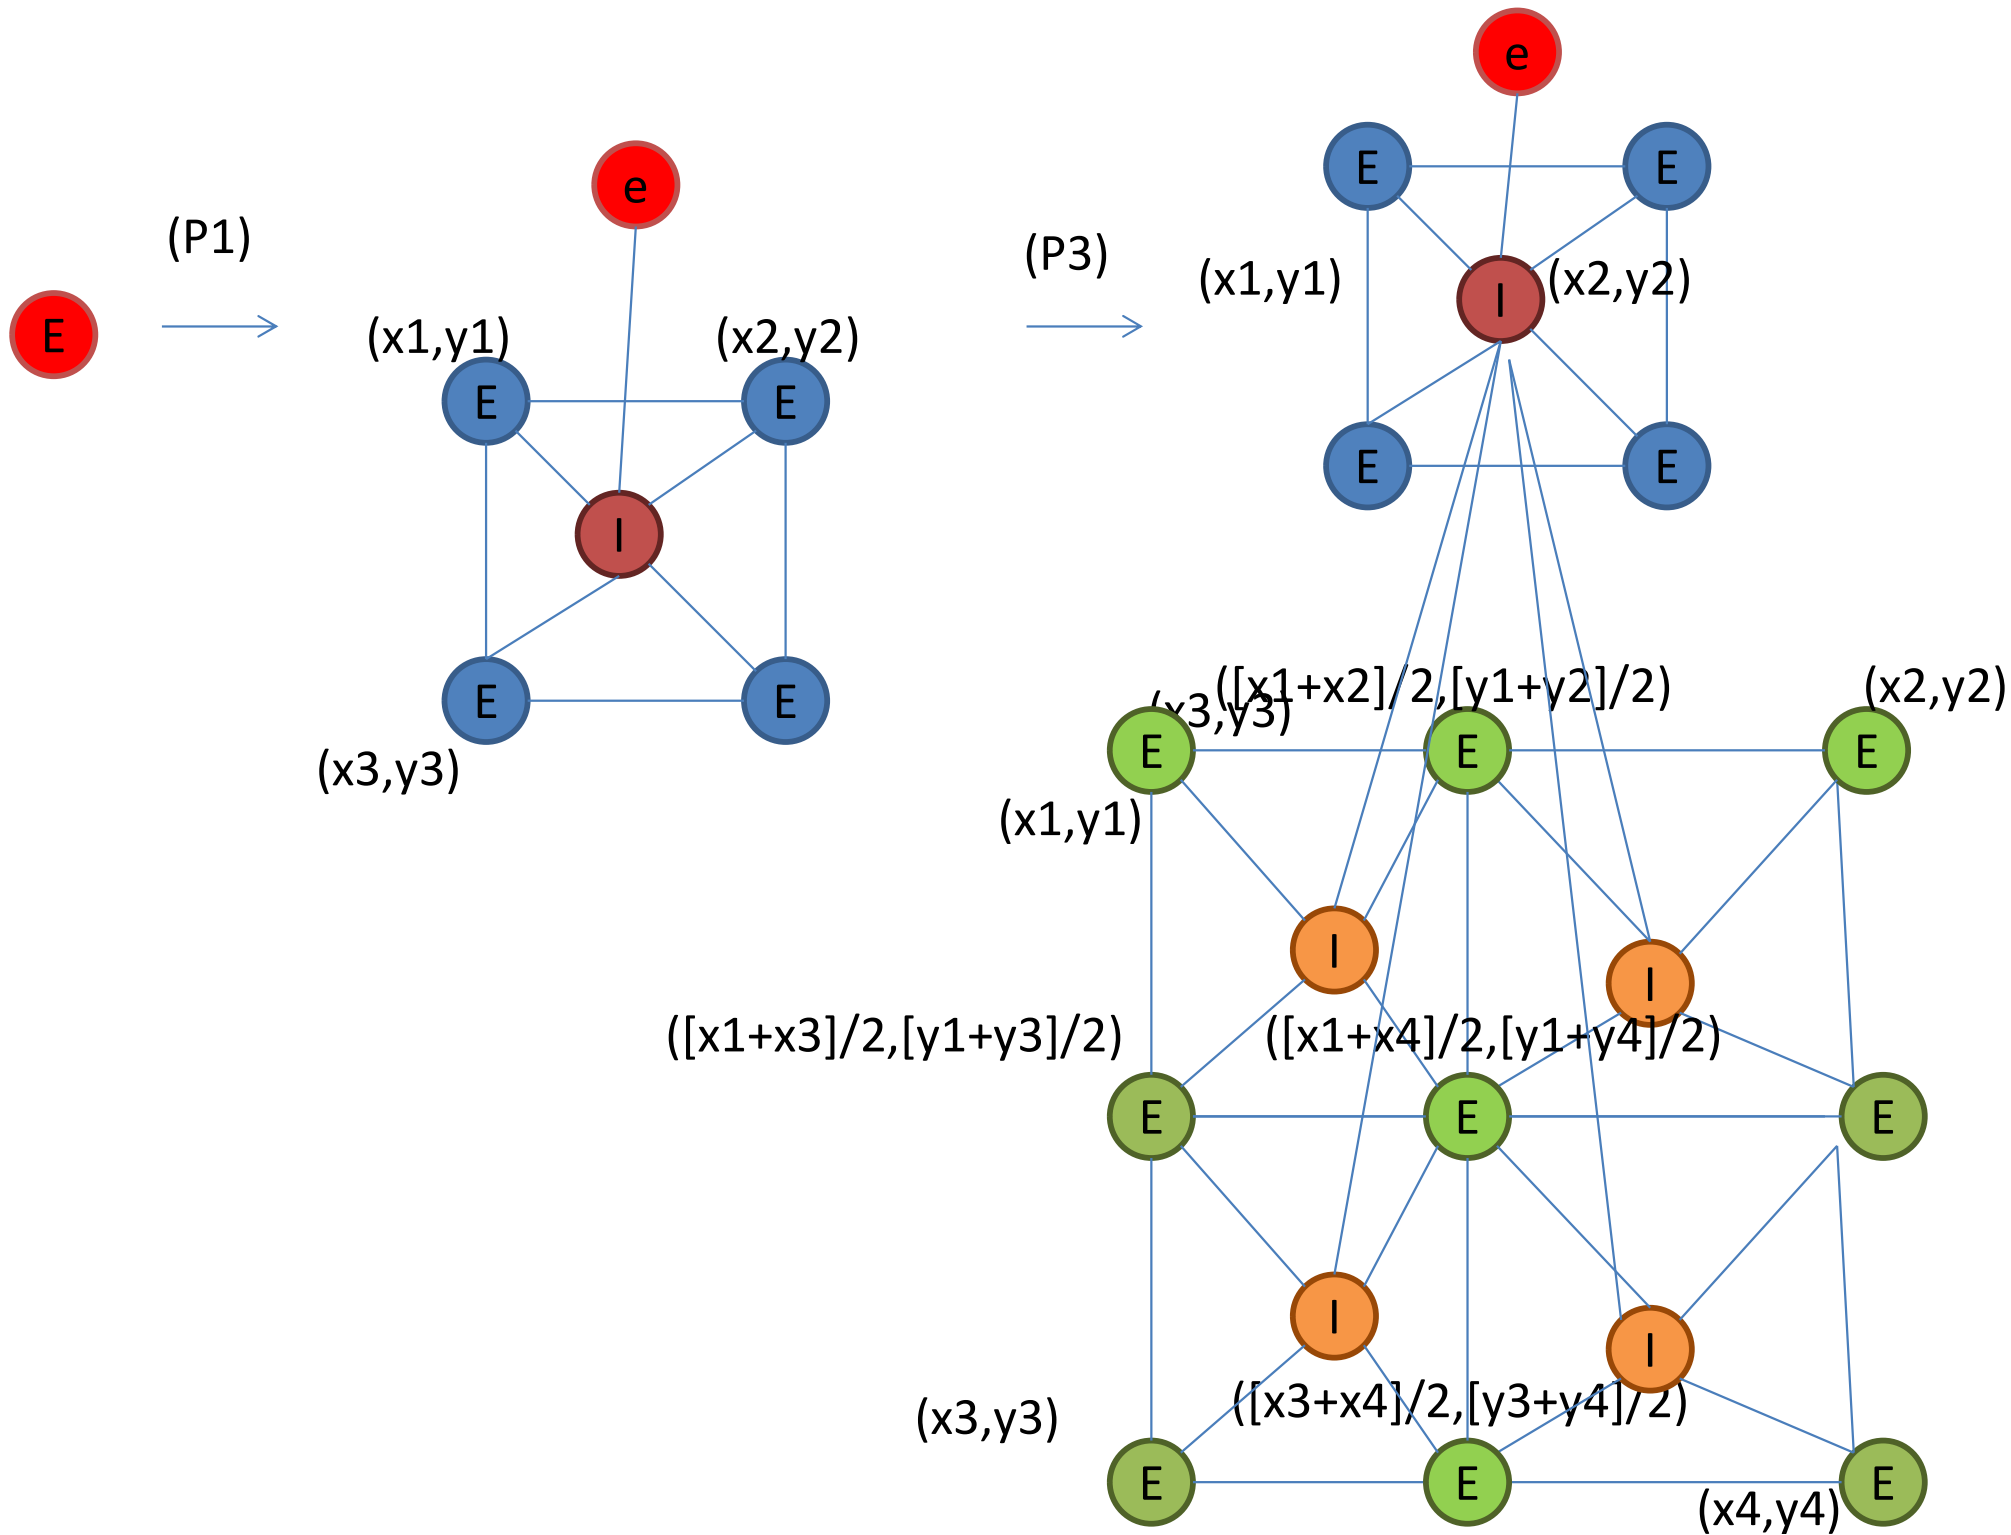 E
(P1)
e
(x1,y1)
(x2,y2)
E
E
I
E
E
(x3,y3)
(P3)
e
E
E
(x1,y1)
I
(x2,y2)
E
E
([x1+x2]/2,[y1+y2]/2)
(x2,y2)
(x3,y3)
E
E
E
(x1,y1)
I
I
([x1+x3]/2,[y1+y3]/2)
([x1+x4]/2,[y1+y4]/2)
E
E
E
I
I
([x3+x4]/2,[y3+y4]/2)
(x3,y3)
E
E
E
(x4,y4)